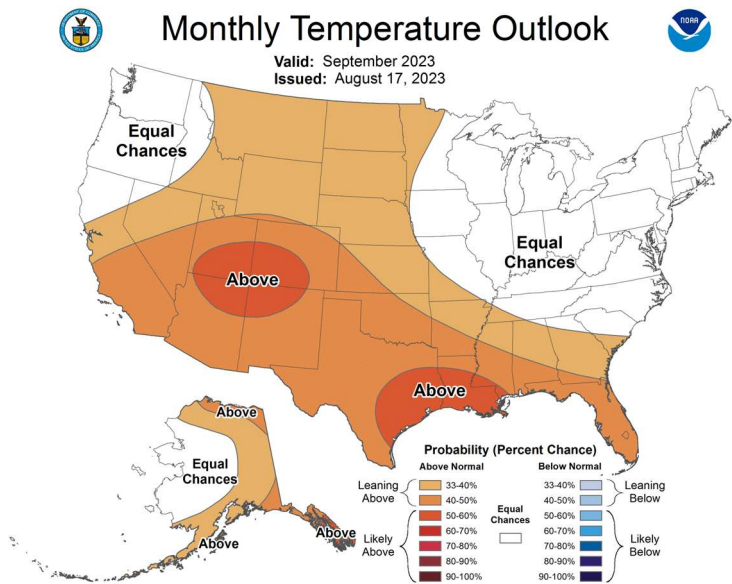 Monthly Temperature Outlook
NOAA
Valid: September 2023
Issued: August 17, 2023
Equal
Chances
Equal
Chances
Above
Above
Above
Equal
Chances
Above
Above
Probability (Percent Chance)
Above Normal
Below Normal
Leaning
Above
33-40%
40-50%
Likely
Above
50-60%
60-70%
70-80%
80-90%
90-100%
Equal
Chances
33-40%
40-50%
Leaning
Below
50-60%
60-70%
70-80%
80-90%
90-100%
Likely
Below